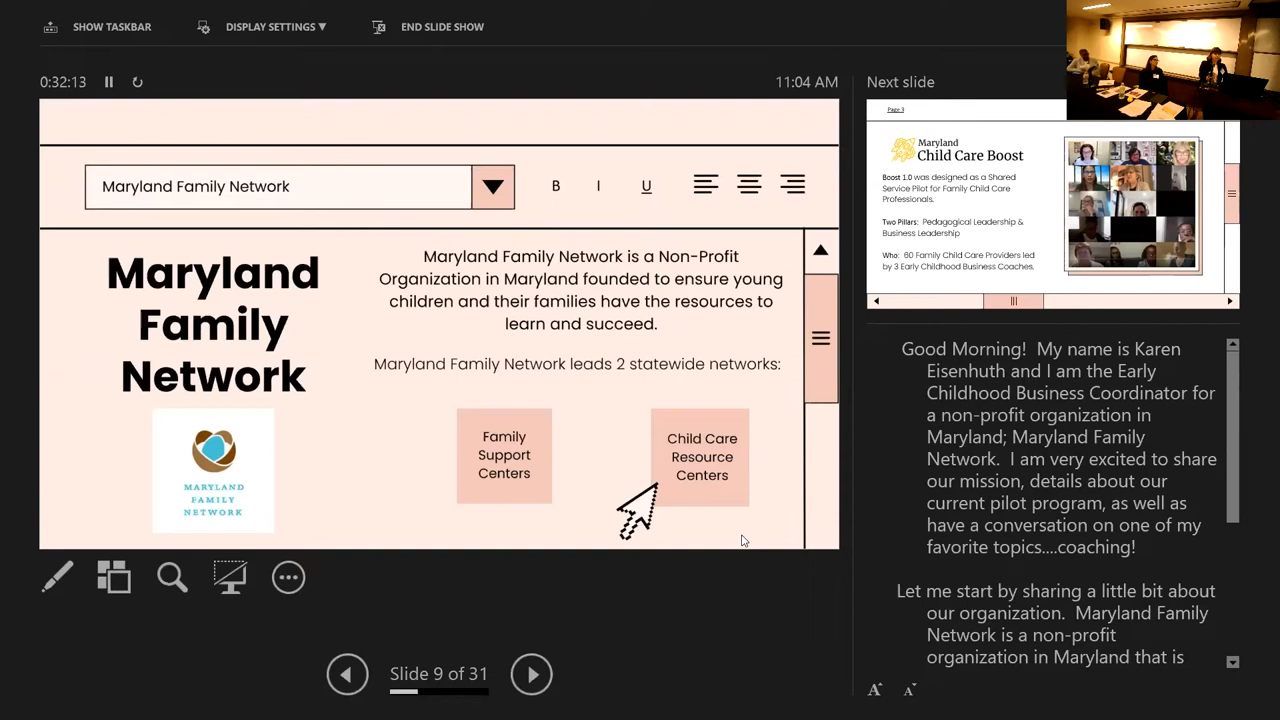 SHOW TASKBAR
DISPLAY SETTINGS ▼
END SLIDE SHOW
0:32:13
11:04 AM
Maryland Family Network
B I U
Maryland
Family
Network
MARYLAND
FAMILY
NETWORK
Maryland Family Network is a Non-Profit
Organization in Maryland founded to ensure young
children and their families have the resources to
learn and succeed.
Maryland Family Network leads 2 statewide networks:
Family
Support
Centers
Child Care
Resource
Centers
Slide 9 of 31
Next slide
Page 3
Maryland
Child Care Boost
Boost 1.0 was designed as a Shared
Service Pilot for Family Child Care
Professionals.
Two Pillars: Pedagogical Leadership &
Business Leadership
Who: 60 Family Child Care Providers led
by 3 Early Childhood Business Coaches.
Good Morning! My name is Karen
Eisenhuth and I am the Early
Childhood Business Coordinator for
a non-profit organization in
Maryland; Maryland Family
Network. I am very excited to share
our mission, details about our
current pilot program, as well as
have a conversation on one of my
favorite topics....coaching!
Let me start by sharing a little bit about
our organization. Maryland Family
Network is a non-profit
organization in Maryland that is
A A